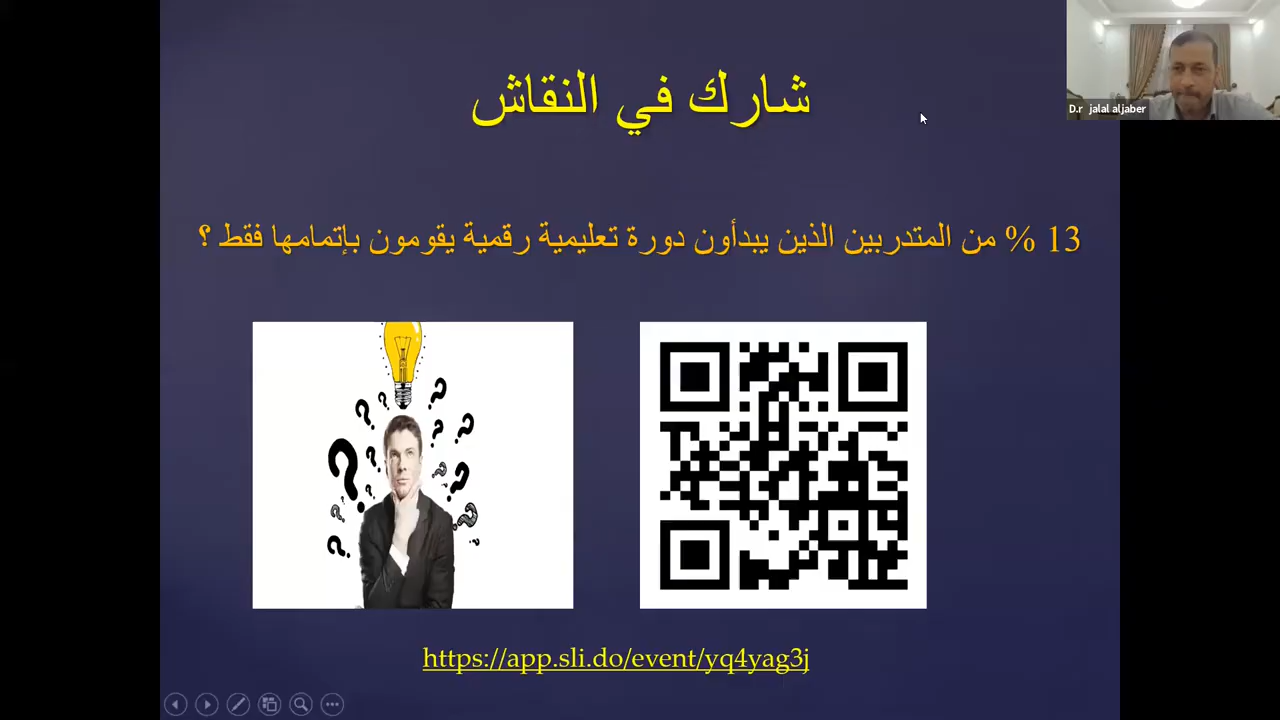 شارك في النقاش
D.r jalal aljaber
13 % من المتدربين الذين يبدأون دورة تعليمية رقمية يقومون بإتمامها فقط ؟
https://app.sli.do/event/yq4yag3j